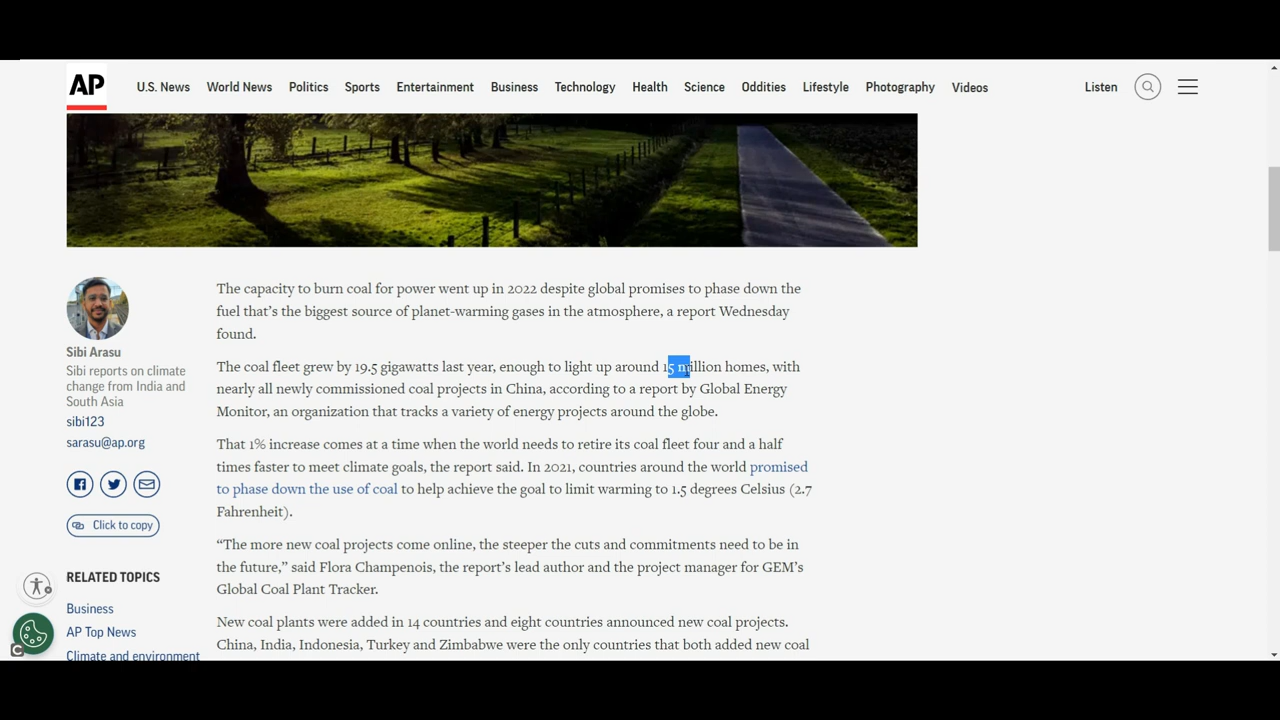 AP
U.S. News World News Politics Sports Entertainment Business Technology Health Science Oddities Lifestyle Photography Videos Listen
The capacity to burn coal for power went up in 2022 despite global promises to phase down the
fuel that’s the biggest source of planet-warming gases in the atmosphere, a report Wednesday
found.
The coal fleet grew by 19.5 gigawatts last year, enough to light up around 15 million homes, with
nearly all newly commissioned coal projects in China, according to a report by Global Energy
Monitor, an organization that tracks a variety of energy projects around the globe.
That 1% increase comes at a time when the world needs to retire its coal fleet four and a half
times faster to meet climate goals, the report said. In 2021, countries around the world promised
to phase down the use of coal to help achieve the goal to limit warming to 1.5 degrees Celsius (2.7
Fahrenheit).
“The more new coal projects come online, the steeper the cuts and commitments need to be in
the future,” said Flora Champenois, the report’s lead author and the project manager for GEM’s
Global Coal Plant Tracker.
New coal plants were added in 14 countries and eight countries announced new coal projects.
China, India, Indonesia, Turkey and Zimbabwe were the only countries that both added new coal
Sibi Arasu
Sibi reports on climate
change from India and
South Asia
sibi123
sarasu@ap.org
Click to copy
RELATED TOPICS
Business
AP Top News
Climate and environment